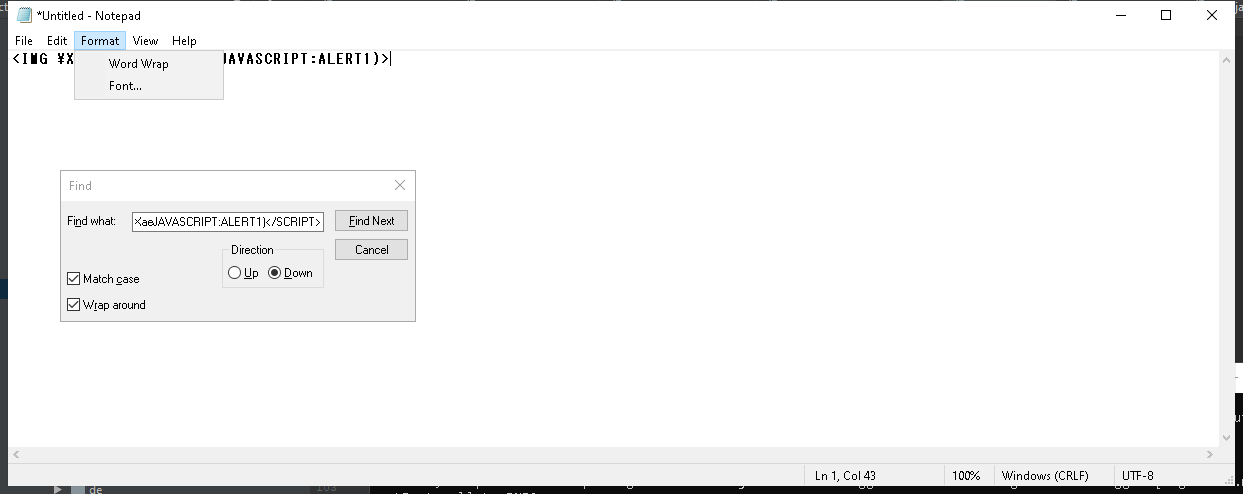 *Untitled - Notepad
File Edit Format View Help
<IMG ¥X JAVASCRIPT:ALERT1)>
Word Wrap
Font...
Find
Find what: XaeJAVASCRIPT:ALERT1)</SCRIPT> Find Next
Direction Cancel
Up Down
Match case
Wrap around
Ln 1, Col 43 100% Windows (CRLF) UTF-8
de 103